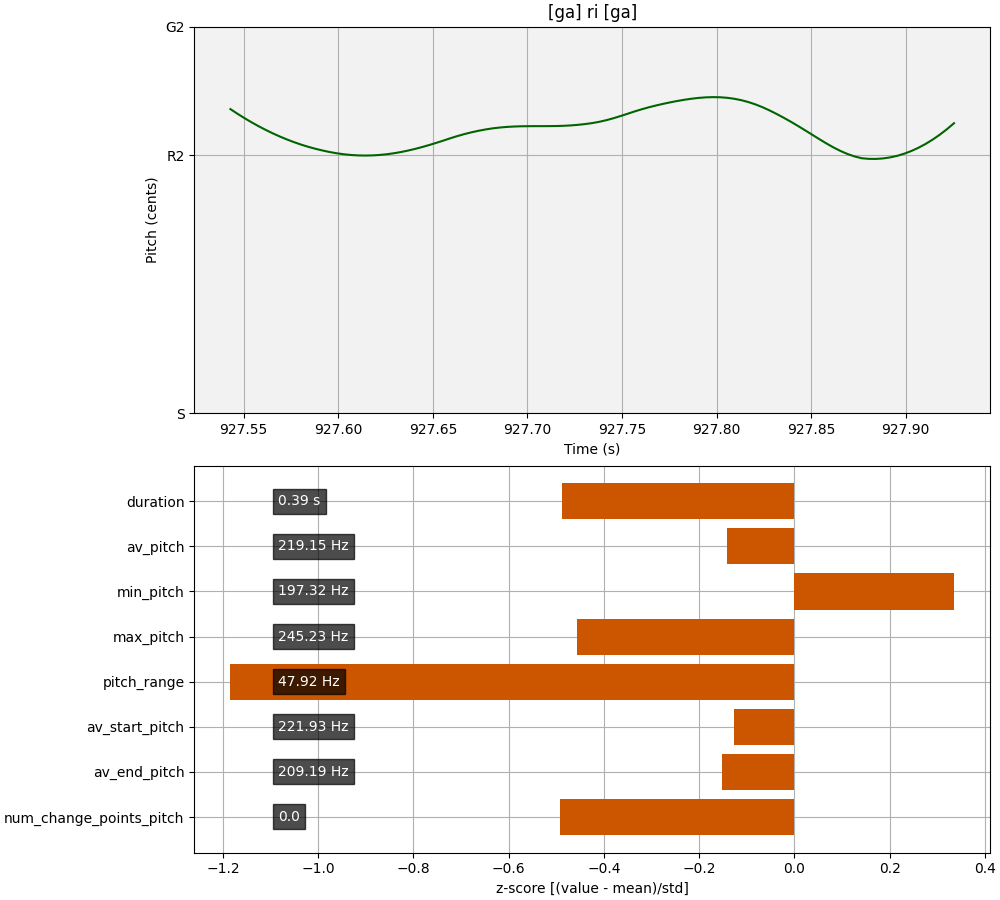 [ga] ri [ga]
G2
R2
S
Pitch (cents)
927.55 927.60 927.65 927.70 927.75 927.80 927.85 927.90
Time (s)
duration 0.39 s
av_pitch 219.15 Hz
min_pitch 197.32 Hz
max_pitch 245.23 Hz
pitch_range 47.92 Hz
av_start_pitch 221.93 Hz
av_end_pitch 209.19 Hz
num_change_points_pitch 0.0
−1.2 −1.0 −0.8 −0.6 −0.4 −0.2 0.0 0.2 0.4
z-score [(value - mean)/std]